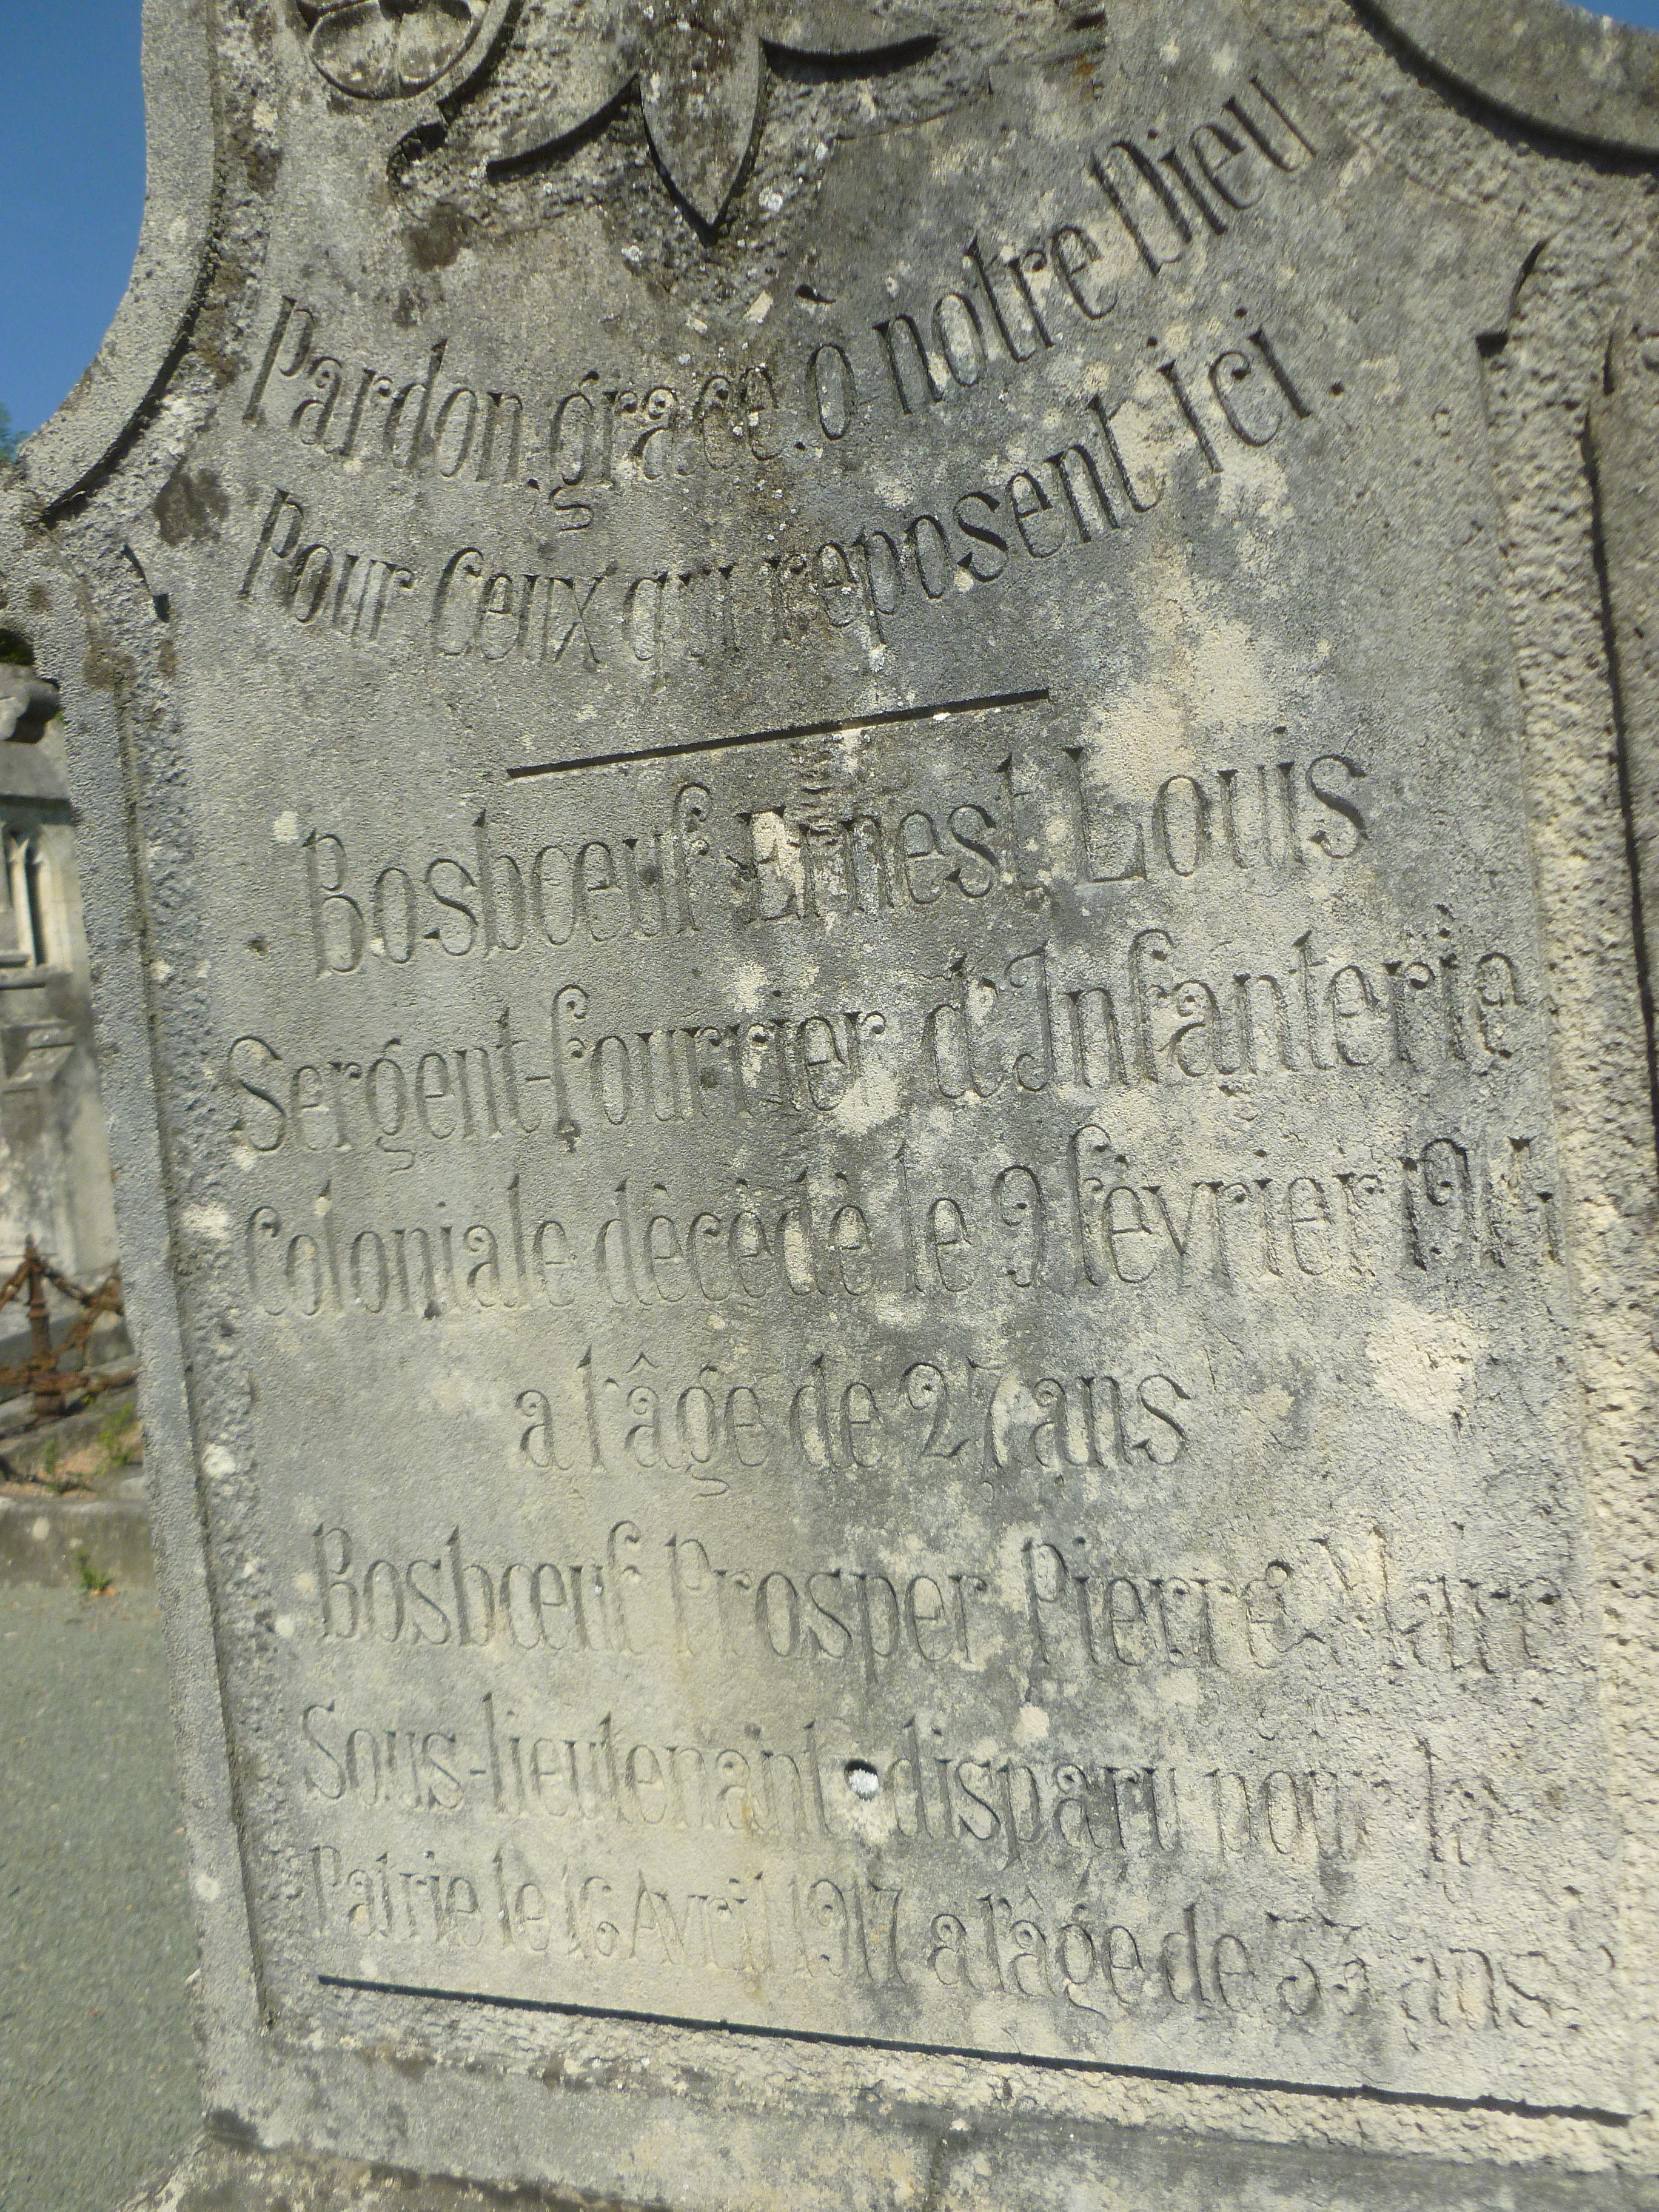 Pardon, grâce, ô notre Dieu
Pour Ceux qui reposent ici.
Bosbœuf Ernest Louis
Sergent-fourrier d'Infanterie
Coloniale décédé le 9 fèvrier
a l'âge de 27 ans
Bosbœuf Prosper Pierre
Sous-lieutenant disparu pour la
Patrie le 16 Avril 1917 a l'âge de ans